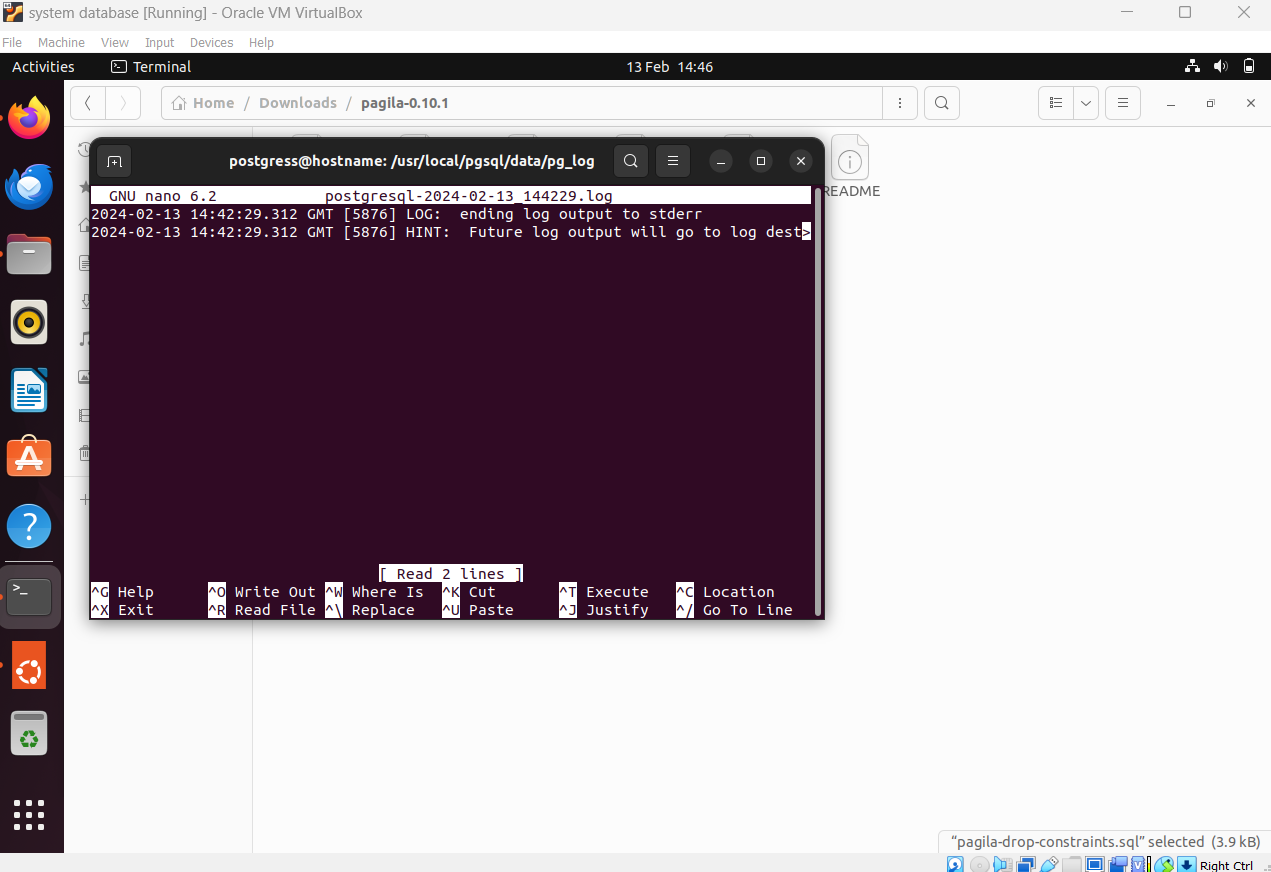 system database [Running] - Oracle VM VirtualBox
File Machine View Input Devices Help
Activities Terminal 13 Feb 14:46
Home / Downloads / pagila-0.10.1
postgress@hostname: /usr/local/pgsql/data/pg_log
README
GNU nano 6.2 postgresql-2024-02-13_144229.log
2024-02-13 14:42:29.312 GMT [5876] LOG:  ending log output to stderr
2024-02-13 14:42:29.312 GMT [5876] HINT:  Future log output will go to log dest>
[ Read 2 lines ]
^G Help ^O Write Out ^W Where Is ^K Cut ^T Execute ^C Location
^X Exit ^R Read File ^\ Replace ^U Paste ^J Justify ^/ Go To Line
“pagila-drop-constraints.sql” selected (3.9 kB)
Right Ctrl